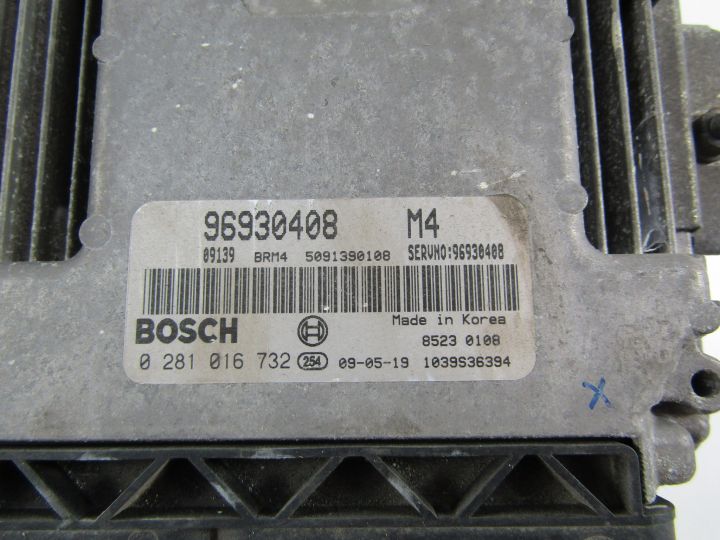 96930408 M4
09139 BRM4 5091390108 SERVNO:96930408
BOSCH Made in Korea
8523 0108
0 281 016 732 254 09-05-19 1039S36394
X